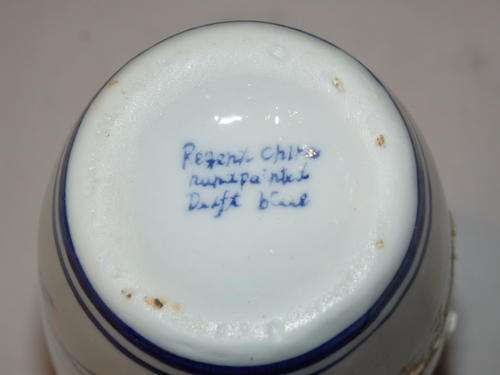 Regent China
handpainted
Delft blue